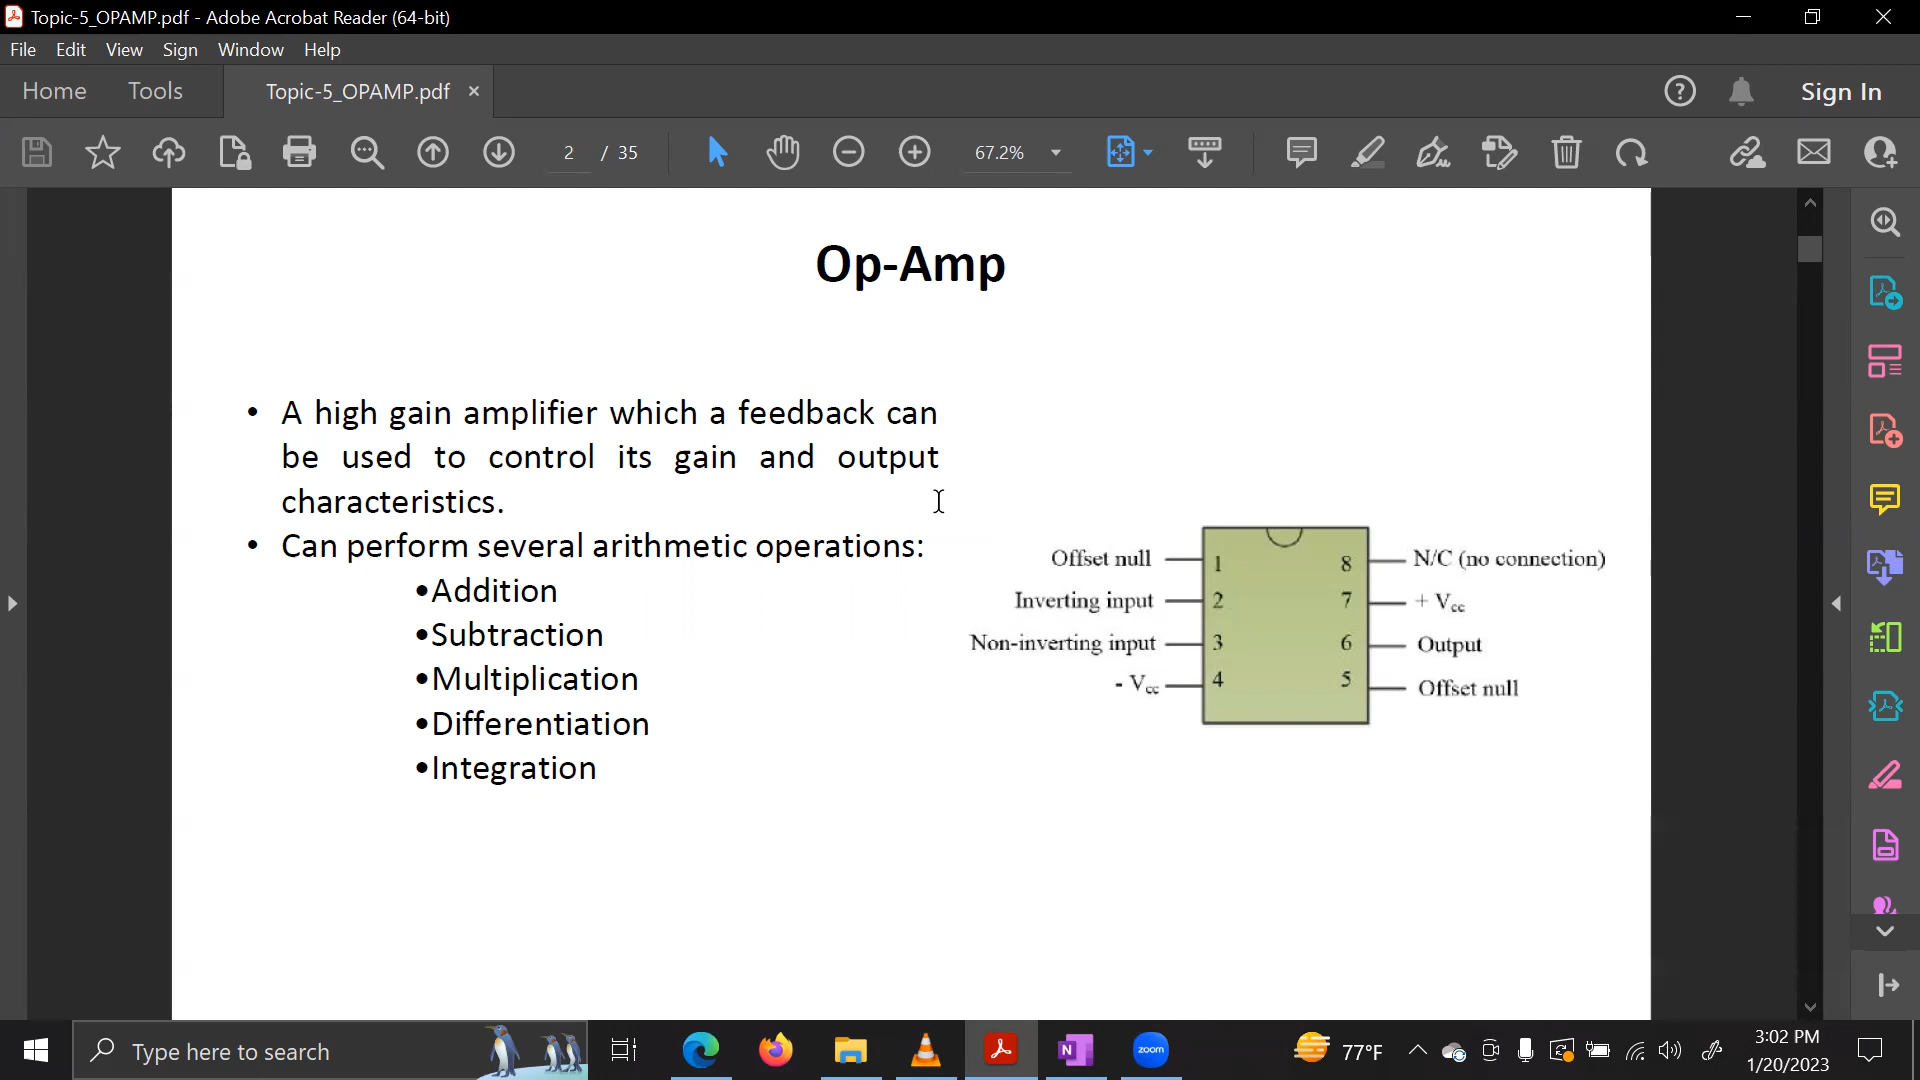 Topic-5_OPAMP.pdf - Adobe Acrobat Reader (64-bit)
File Edit View Sign Window Help
Home Tools Topic-5_OPAMP.pdf × Sign In
2 / 35 67.2%
Op-Amp
• A high gain amplifier which a feedback can
be used to control its gain and output
characteristics.
• Can perform several arithmetic operations:
•Addition
•Subtraction
•Multiplication
•Differentiation
•Integration
Offset null 1 8 N/C (no connection)
Inverting input 2 7 + Vcc
Non-inverting input 3 6 Output
- Vcc 4 5 Offset null
Type here to search zoom 77°F 3:02 PM
1/20/2023